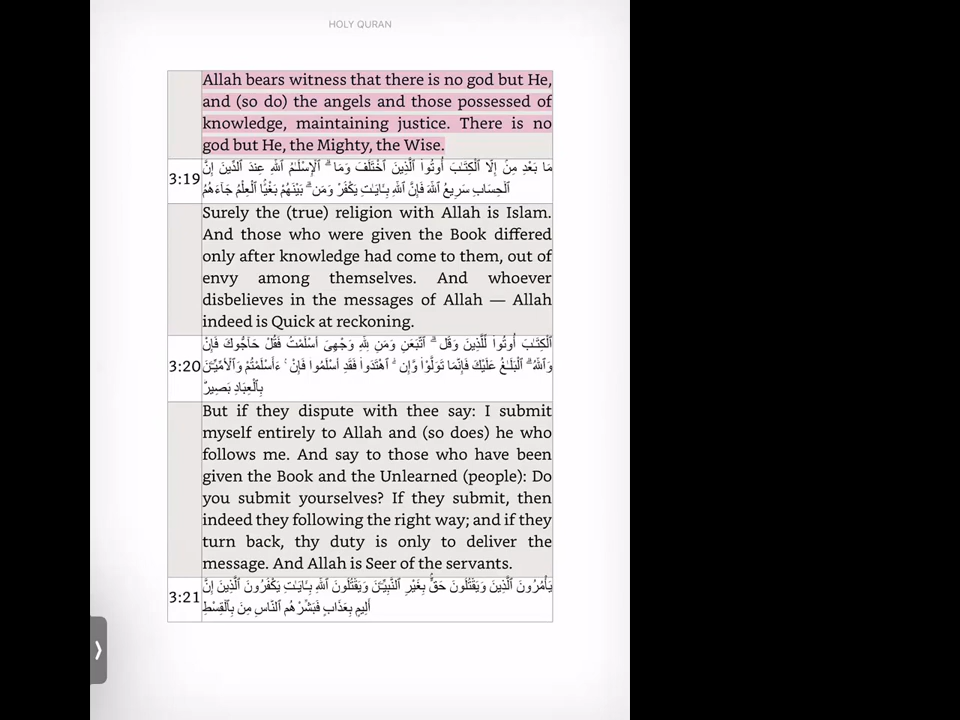 HOLY QURAN
Allah bears witness that there is no god but He,
and (so do) the angels and those possessed of
knowledge, maintaining justice. There is no
god but He, the Mighty, the Wise.
3:19
مَا بَعْدِ مِنۢ إِلَّا ٱلْكِتَـٰبَ أُوتُوا۟ ٱلَّذِينَ ٱخْتَلَفَ وَمَا ۗ ٱلْإِسْلَـٰمُ ٱللَّهِ عِندَ ٱلدِّينَ إِنَّ
ٱلْحِسَابِ سَرِيعُ ٱللَّهَ فَإِنَّ ٱللَّهِ بِـَٔايَـٰتِ يَكْفُرْ وَمَن ۗ بَيْنَهُمْ بَغْيًۢا ٱلْعِلْمُ جَآءَهُمُ
Surely the (true) religion with Allah is Islam.
And those who were given the Book differed
only after knowledge had come to them, out of
envy among themselves. And whoever
disbelieves in the messages of Allah — Allah
indeed is Quick at reckoning.
3:20
ٱلْكِتَـٰبَ أُوتُوا۟ لِّلَّذِينَ وَقُل ۗ ٱتَّبَعَنِ وَمَنِ لِلَّهِ وَجْهِىَ أَسْلَمْتُ فَقُلْ حَآجُّوكَ فَإِنْ
وَٱللَّهُ ۗ ٱلْبَلَـٰغُ عَلَيْكَ فَإِنَّمَا تَوَلَّوْا۟ وَّإِن ۖ ٱهْتَدَوا۟ فَقَدِ أَسْلَمُوا۟ فَإِنْ ۚ ءَأَسْلَمْتُمْ وَٱلْأُمِّيِّـۧنَ
بِٱلْعِبَادِ بَصِيرٌۢ
But if they dispute with thee say: I submit
myself entirely to Allah and (so does) he who
follows me. And say to those who have been
given the Book and the Unlearned (people): Do
you submit yourselves? If they submit, then
indeed they following the right way; and if they
turn back, thy duty is only to deliver the
message. And Allah is Seer of the servants.
3:21
يَأْمُرُونَ ٱلَّذِينَ وَيَقْتُلُونَ حَقٍّ بِغَيْرِ ٱلنَّبِيِّـۧنَ وَيَقْتُلُونَ ٱللَّهِ بِـَٔايَـٰتِ يَكْفُرُونَ ٱلَّذِينَ إِنَّ
أَلِيمٍ بِعَذَابٍ فَبَشِّرْهُم ٱلنَّاسِ مِنَ بِٱلْقِسْطِ